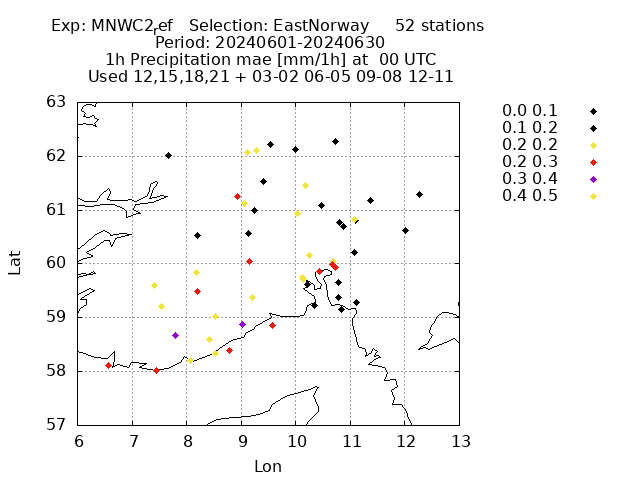 Exp: MNWC2ref   Selection: EastNorway     52 stations
Period: 20240601-20240630
1h Precipitation mae [mm/1h] at  00 UTC
Used 12,15,18,21 + 03-02 06-05 09-08 12-11
0.0 0.1
0.1 0.2
0.2 0.2
0.2 0.3
0.3 0.4
0.4 0.5
63
62
61
60
59
58
57
Lat
6 7 8 9 10 11 12 13
Lon